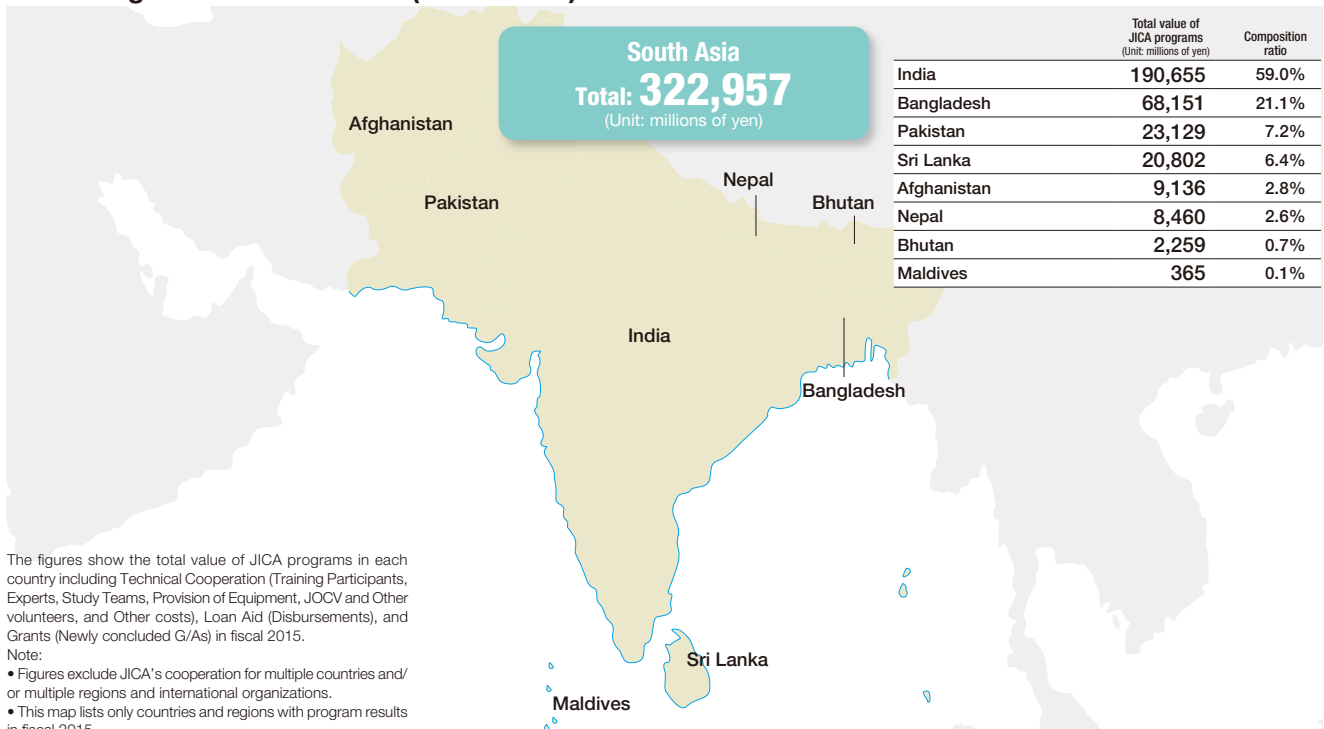 South Asia
Total: 322,957
(Unit: millions of yen)
Total value of
JICA programs
(Unit: millions of yen)
Composition
ratio
India 190,655 59.0%
Bangladesh 68,151 21.1%
Pakistan 23,129 7.2%
Sri Lanka 20,802 6.4%
Afghanistan 9,136 2.8%
Nepal 8,460 2.6%
Bhutan 2,259 0.7%
Maldives 365 0.1%
Afghanistan
Pakistan
Nepal
Bhutan
India
Bangladesh
Sri Lanka
Maldives
The figures show the total value of JICA programs in each
country including Technical Cooperation (Training Participants,
Experts, Study Teams, Provision of Equipment, JOCV and Other
volunteers, and Other costs), Loan Aid (Disbursements), and
Grants (Newly concluded G/As) in fiscal 2015.
Note:
• Figures exclude JICA's cooperation for multiple countries and/
or multiple regions and international organizations.
• This map lists only countries and regions with program results
in fiscal 2015.